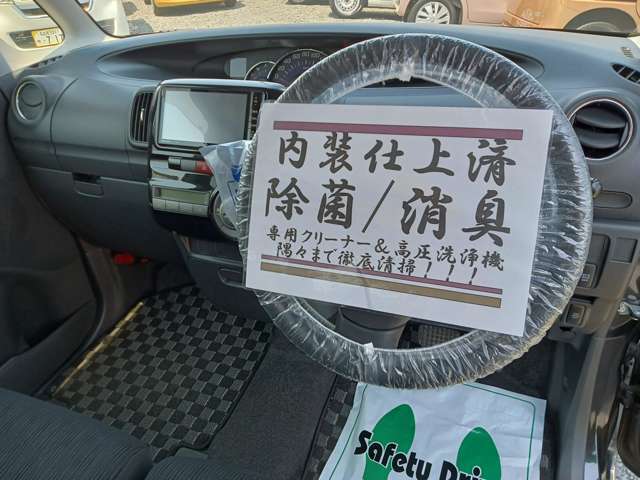 内装仕上済
除菌/消臭
専用クリーナー&高圧洗浄機
隅々まで徹底清掃!!!
Safety Dri